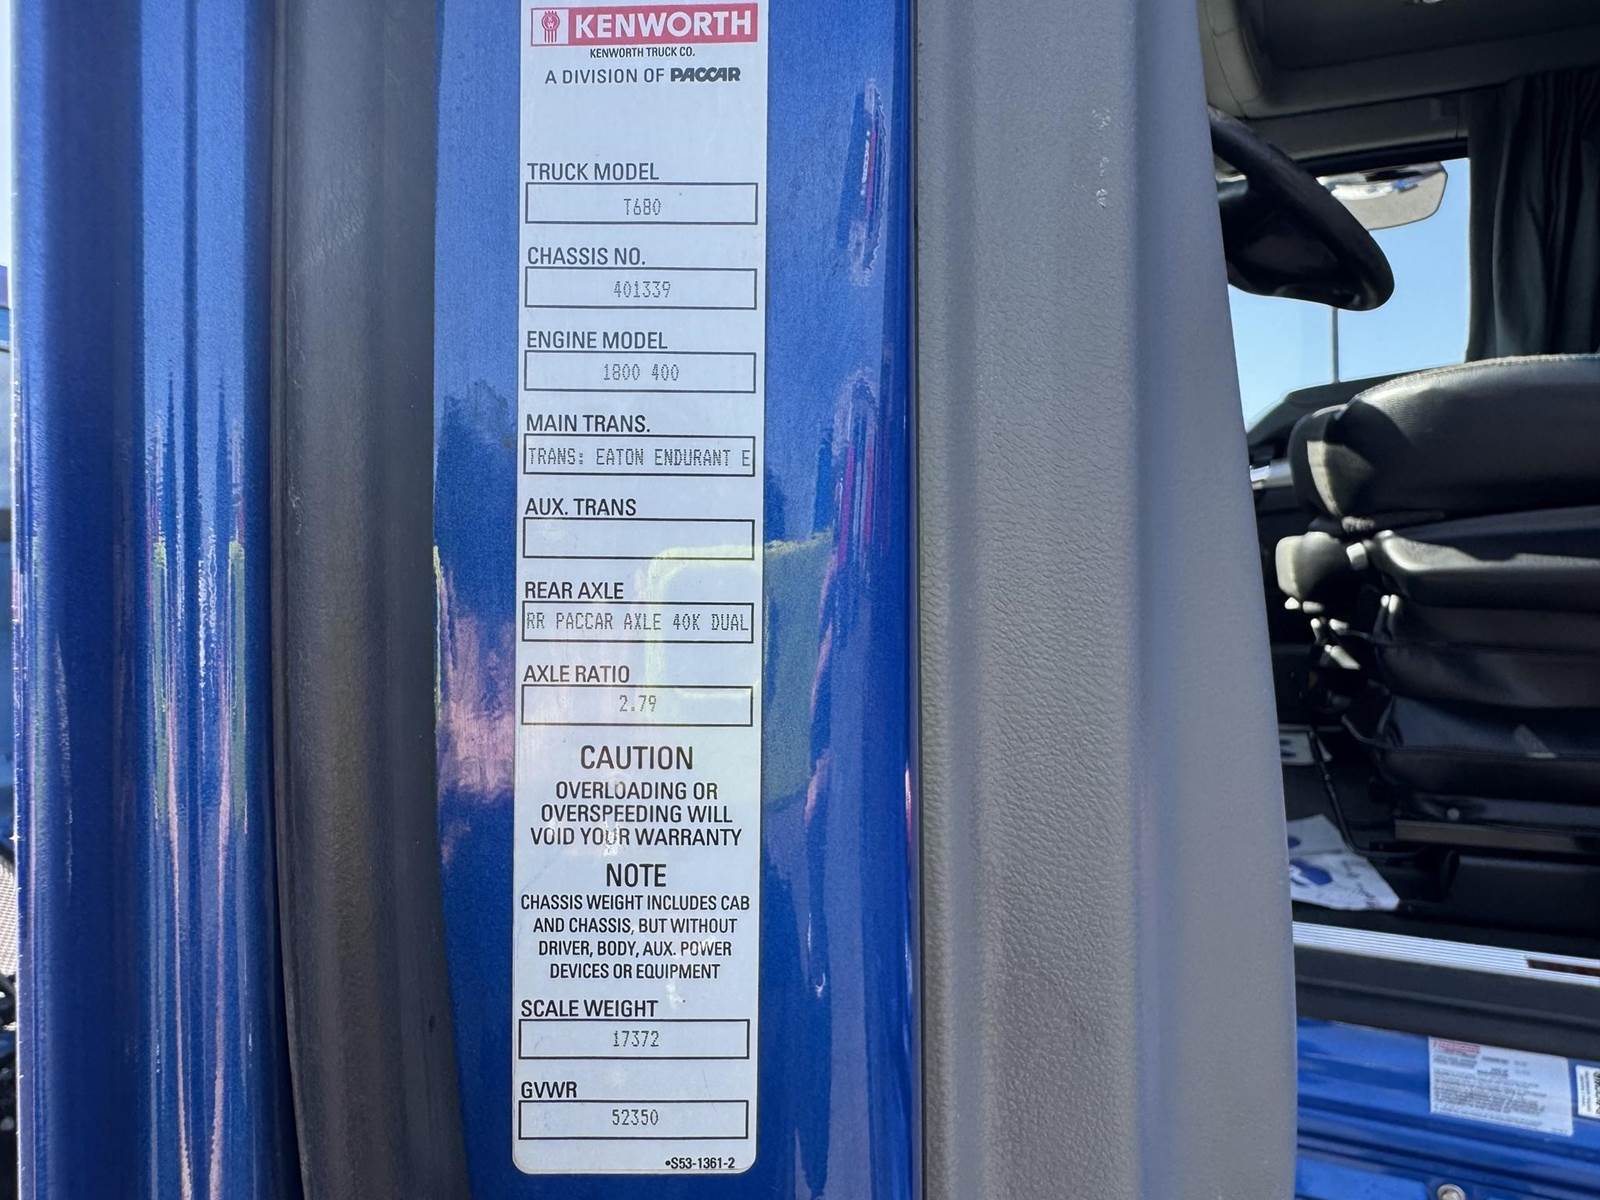 KENWORTH
KENWORTH TRUCK CO.
A DIVISION OF PACCAR
TRUCK MODEL
T680
CHASSIS NO.
401339
ENGINE MODEL
1800 400
MAIN TRANS.
TRANS: EATON ENDURANT E
AUX. TRANS
REAR AXLE
RR PACCAR AXLE 40K DUAL
AXLE RATIO
2.79
CAUTION
OVERLOADING OR
OVERSPEEDING WILL
VOID YOUR WARRANTY
NOTE
CHASSIS WEIGHT INCLUDES CAB
AND CHASSIS, BUT WITHOUT
DRIVER, BODY, AUX. POWER
DEVICES OR EQUIPMENT
SCALE WEIGHT
17372
GVWR
52350
•S53-1361-2